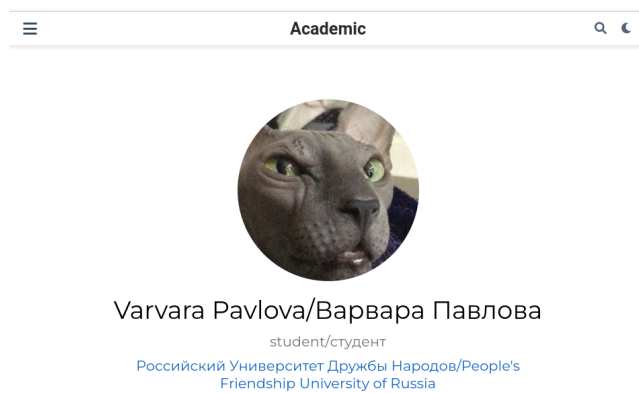 Academic
Varvara Pavlova/Варвара Павлова
student/студент
Российский Университет Дружбы Народов/People's
Friendship University of Russia